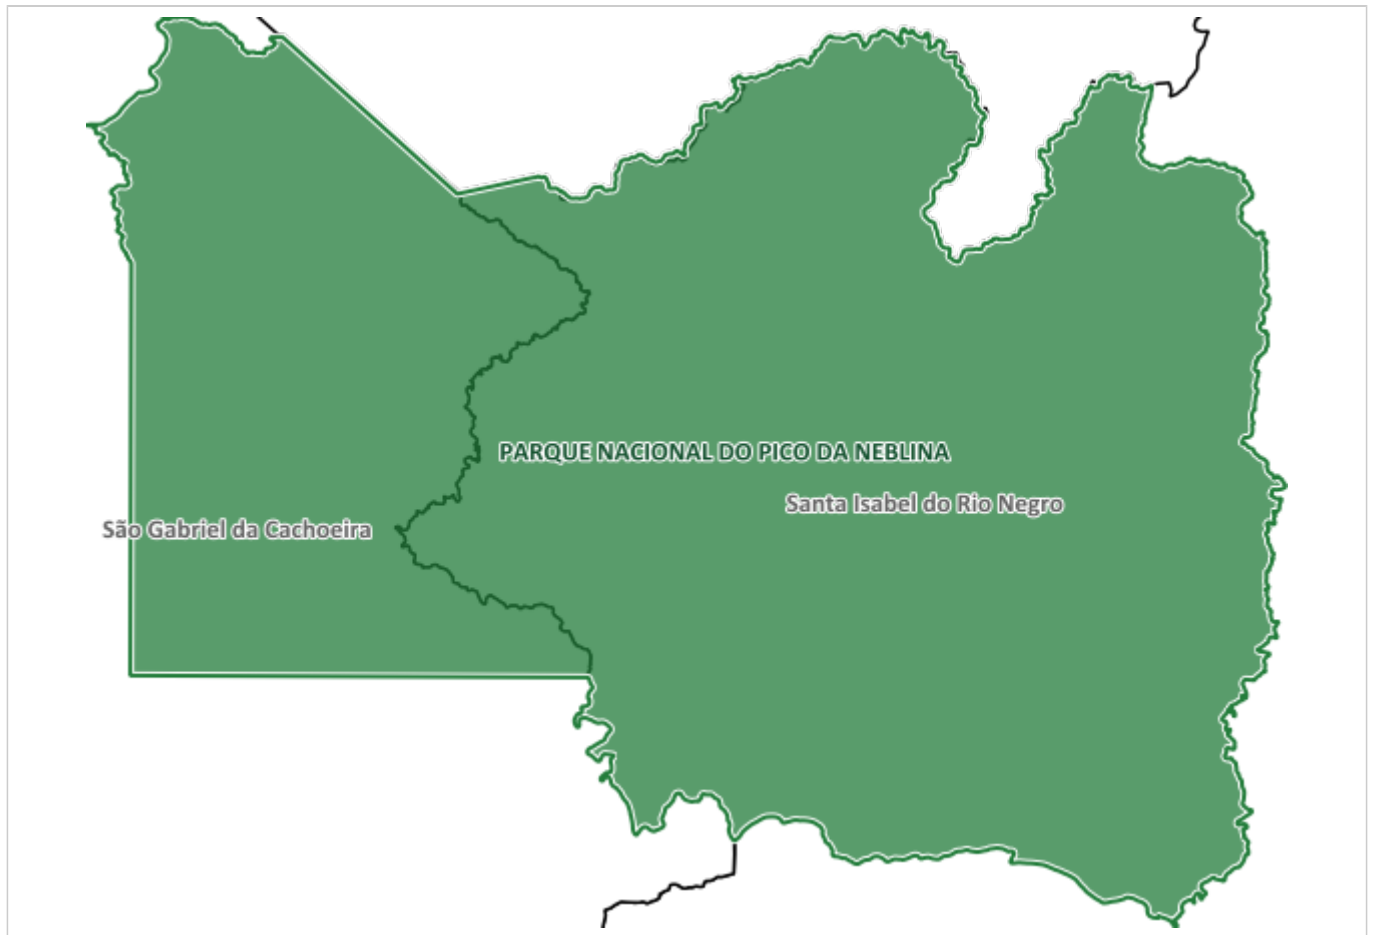 PARQUE NACIONAL DO PICO DA NEBLINA
Santa Isabel do Rio Negro
São Gabriel da Cachoeira